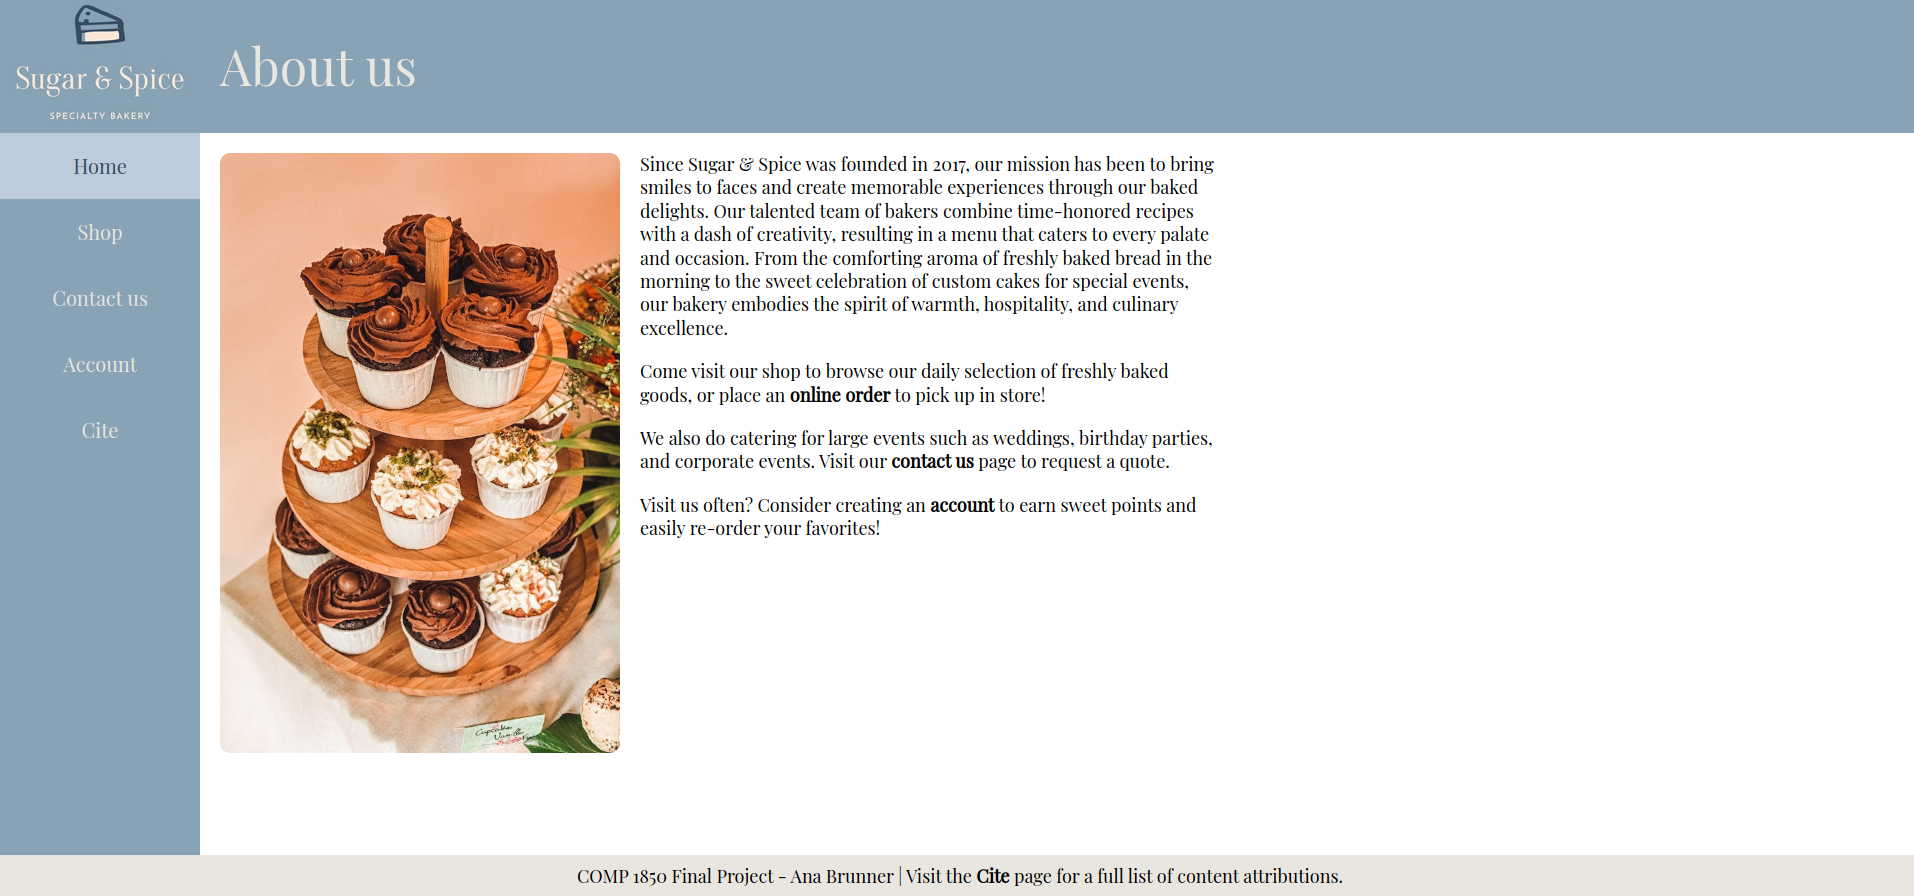 Sugar & Spice
SPECIALTY BAKERY
About us
Home
Shop
Contact us
Account
Cite
Since Sugar & Spice was founded in 2017, our mission has been to bring
smiles to faces and create memorable experiences through our baked
delights. Our talented team of bakers combine time-honored recipes
with a dash of creativity, resulting in a menu that caters to every palate
and occasion. From the comforting aroma of freshly baked bread in the
morning to the sweet celebration of custom cakes for special events,
our bakery embodies the spirit of warmth, hospitality, and culinary
excellence.
Come visit our shop to browse our daily selection of freshly baked
goods, or place an online order to pick up in store!
We also do catering for large events such as weddings, birthday parties,
and corporate events. Visit our contact us page to request a quote.
Visit us often? Consider creating an account to earn sweet points and
easily re-order your favorites!
COMP 1850 Final Project - Ana Brunner | Visit the Cite page for a full list of content attributions.